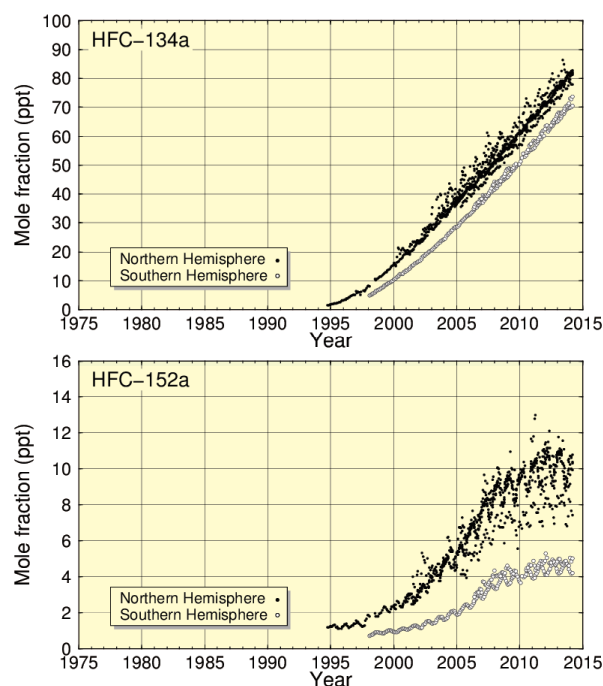 HFC−134a
Mole fraction (ppt)
100
90
80
70
60
50
40
30
20
10
0
Northern Hemisphere
Southern Hemisphere
1975 1980 1985 1990 1995 2000 2005 2010 2015
Year
HFC−152a
Mole fraction (ppt)
16
14
12
10
8
6
4
2
0
Northern Hemisphere
Southern Hemisphere
1975 1980 1985 1990 1995 2000 2005 2010 2015
Year